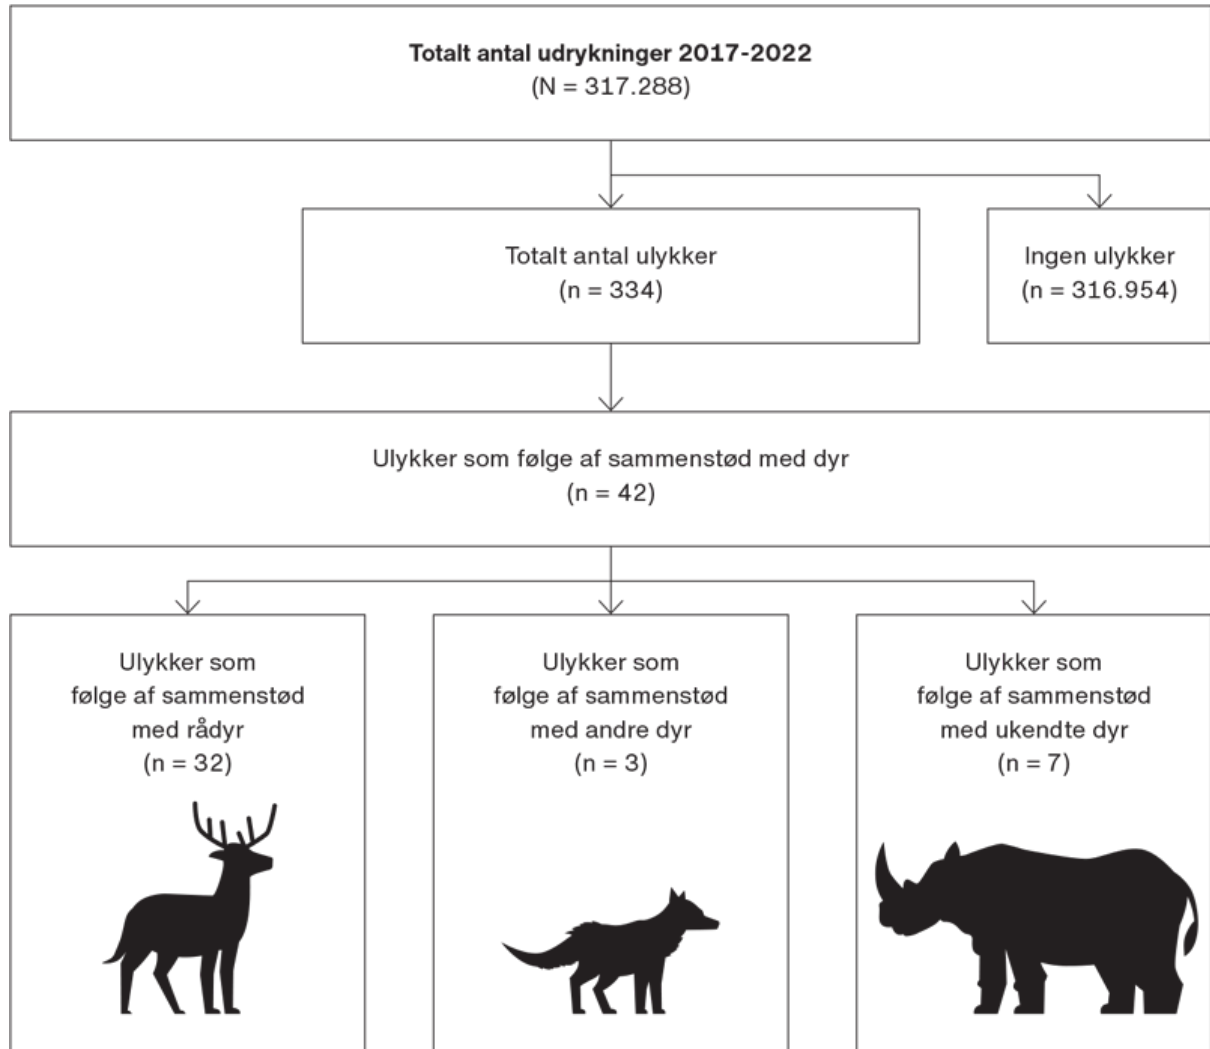 Totalt antal udrykninger 2017-2022
(N = 317.288)
Totalt antal ulykker
(n = 334)
Ingen ulykker
(n = 316.954)
Ulykker som følge af sammenstød med dyr
(n = 42)
Ulykker som
følge af sammenstød
med rådyr
(n = 32)
Ulykker som
følge af sammenstød
med andre dyr
(n = 3)
Ulykker som
følge af sammenstød
med ukendte dyr
(n = 7)